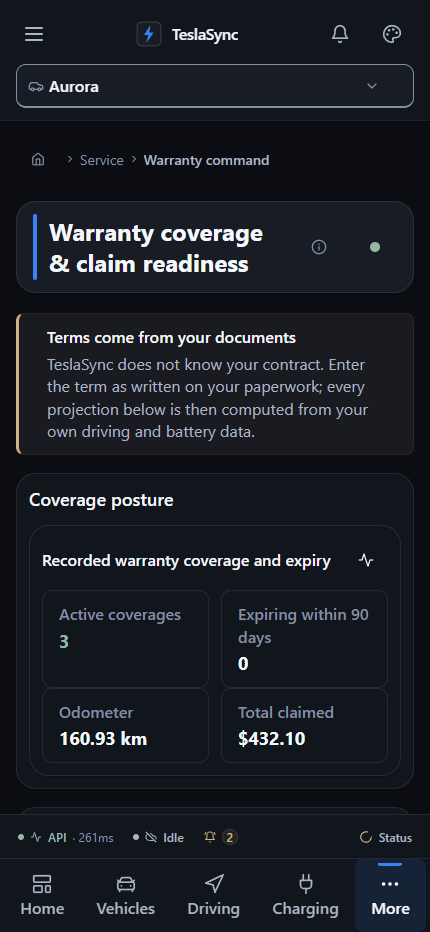 TeslaSync
Aurora
Service
Warranty command
Warranty coverage
& claim readiness
Terms come from your documents
TeslaSync does not know your contract. Enter
the term as written on your paperwork; every
projection below is then computed from your
own driving and battery data.
Coverage posture
Recorded warranty coverage and expiry
Active coverages
3
Expiring within 90
days
0
Odometer
160.93 km
Total claimed
$432.10
API · 261ms
Idle
2
Status
Home
Vehicles
Driving
Charging
More